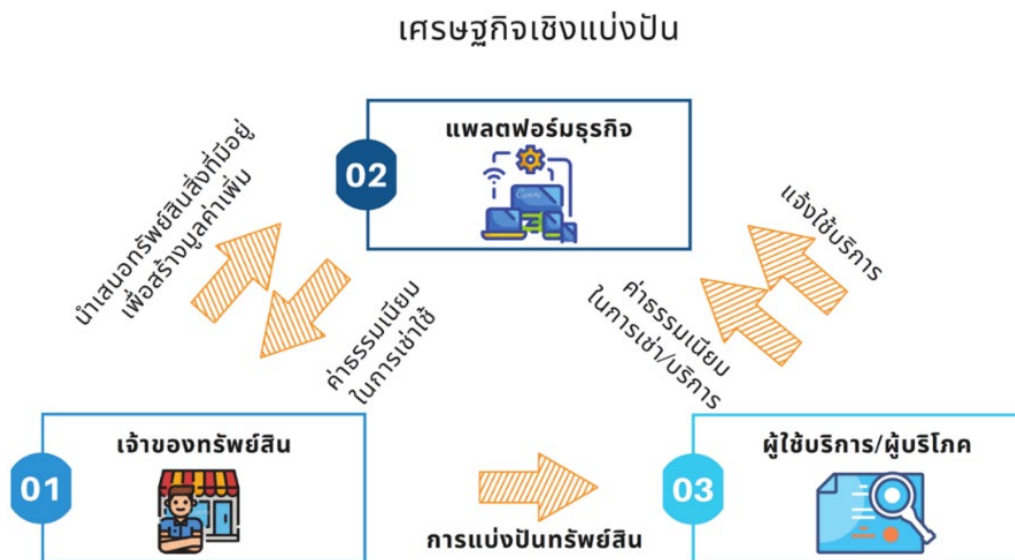 เศรษฐกิจเชิงแบ่งปัน
แพลตฟอร์มธุรกิจ
02
Canva
นำเสนอทรัพย์สินสิ่งที่มีอยู่
เพื่อสร้างมูลค่าเพิ่ม
ค่าธรรมเนียม
ในการเช่าใช้
แจ้งใช้บริการ
ค่าธรรมเนียม
ในการเช่า/บริการ
เจ้าของทรัพย์สิน
01
การแบ่งปันทรัพย์สิน
ผู้ใช้บริการ/ผู้บริโภค
03